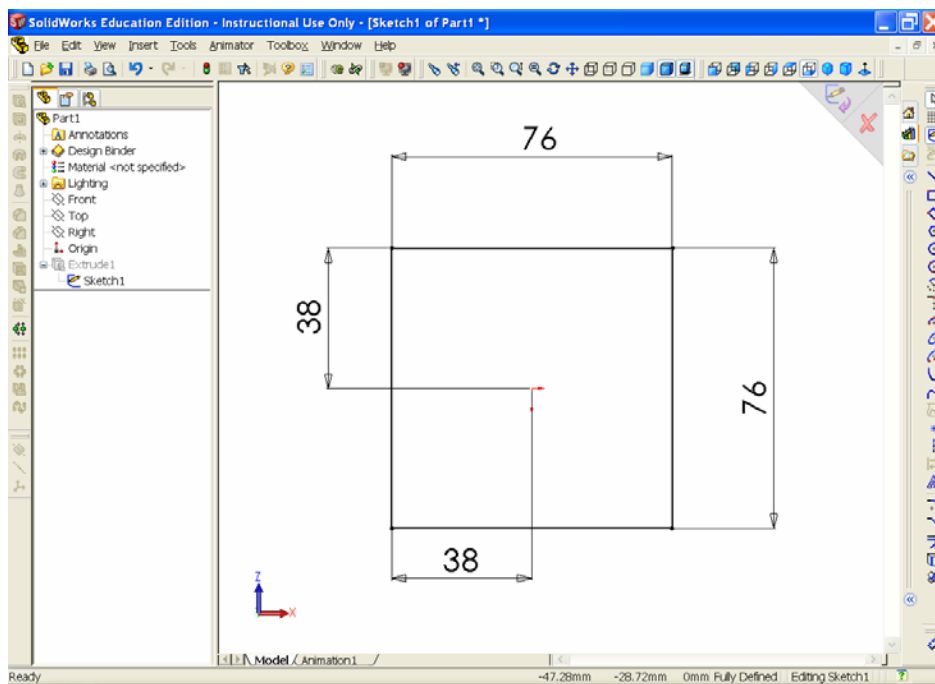 SolidWorks Education Edition - Instructional Use Only - [Sketch1 of Part1 *]
File Edit View Insert Tools Animator Toolbox Window Help
Part1
Annotations
Design Binder
Material <not specified>
Lighting
Front
Top
Right
Origin
Extrude1
Sketch1
76
38
76
38
Z
X
Model Animation1
Ready -47.28mm -28.72mm 0mm Fully Defined Editing Sketch1